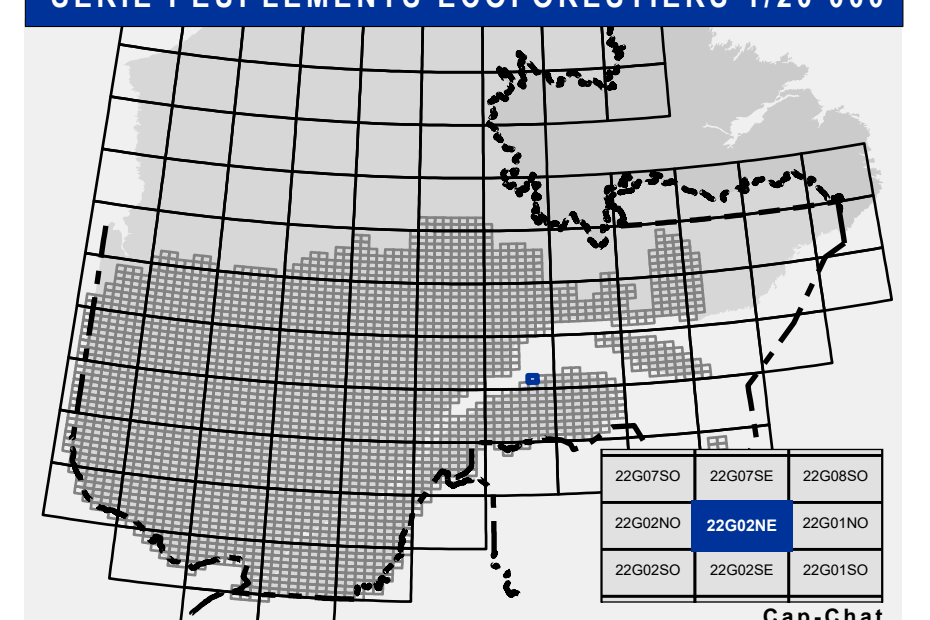 SÉRIE PEUPLEMENTS ÉCOFORESTIERS 1/20 000
22G07SO 22G07SE 22G08SO
22G02NO 22G02NE 22G01NO
22G02SO 22G02SE 22G01SO
Cap-Chat